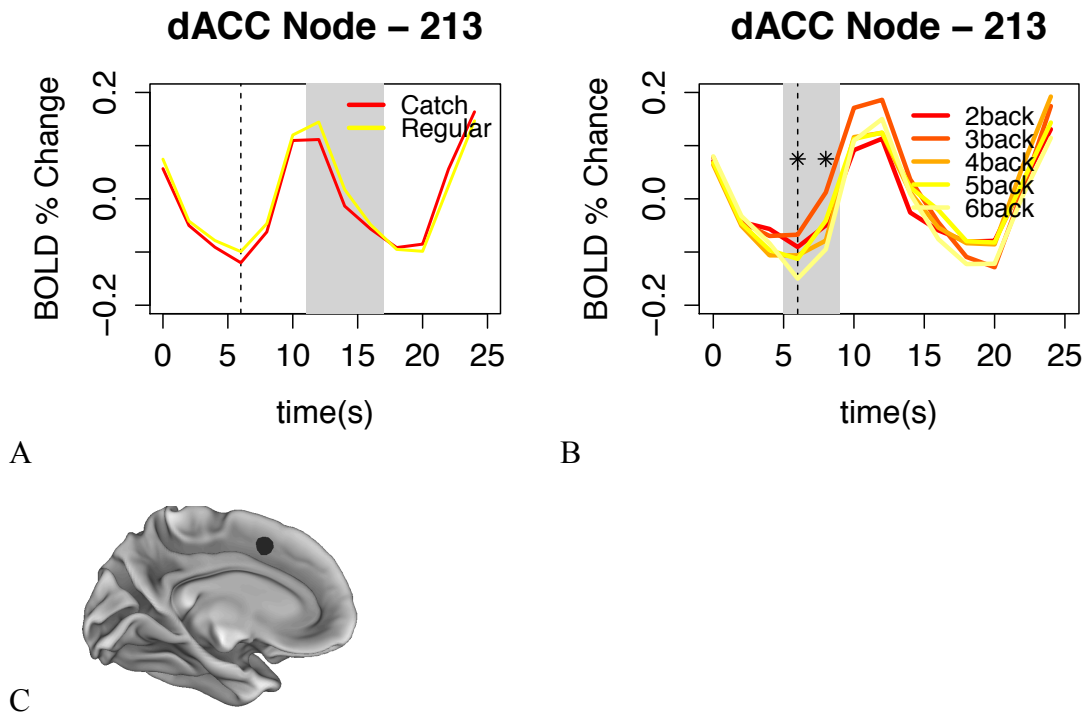 dACC Node – 213
BOLD % Change
0.2
0.0
−0.2
Catch
Regular
0 5 10 15 20 25
time(s)
A
dACC Node – 213
BOLD % Chance
0.2
0.0
−0.2
2back
3back
4back
5back
6back
0 5 10 15 20 25
time(s)
B
C